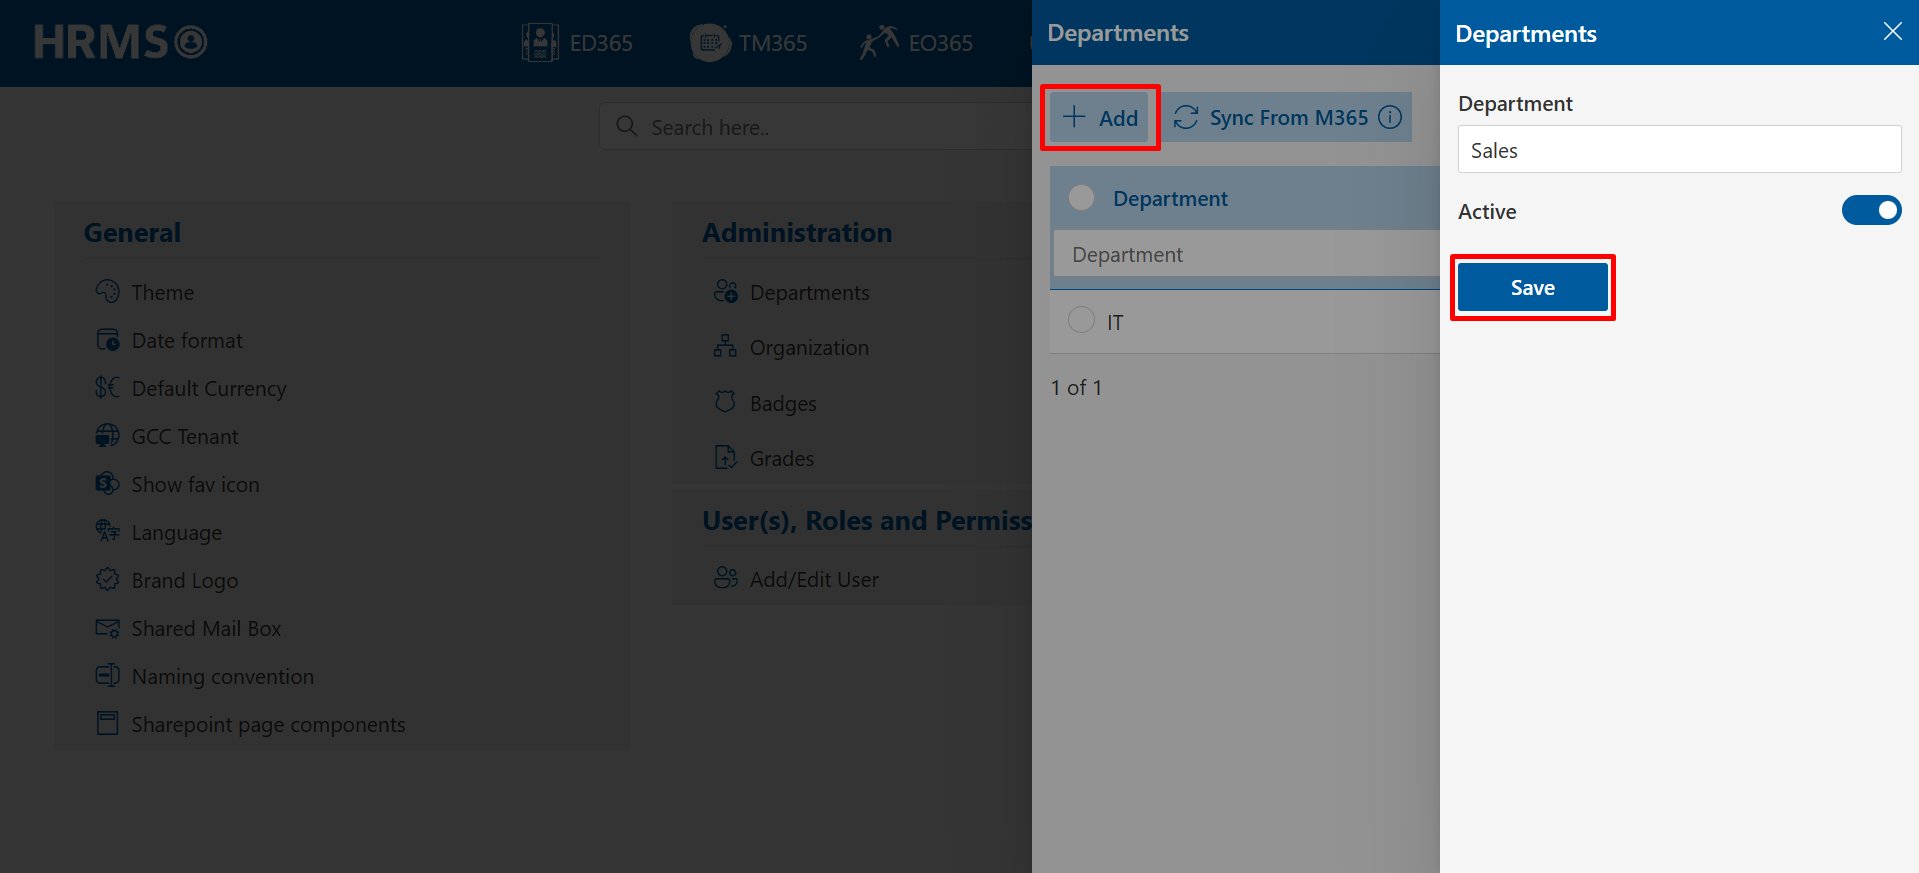 HRMS
ED365
TM365
EO365
Search here..
General
Theme
Date format
Default Currency
GCC Tenant
Show fav icon
Language
Brand Logo
Shared Mail Box
Naming convention
Sharepoint page components
Administration
Departments
Organization
Badges
Grades
User(s), Roles and Permiss
Add/Edit User
Departments
Add
Sync From M365
Department
Department
IT
1 of 1
Departments
Department
Sales
Active
Save